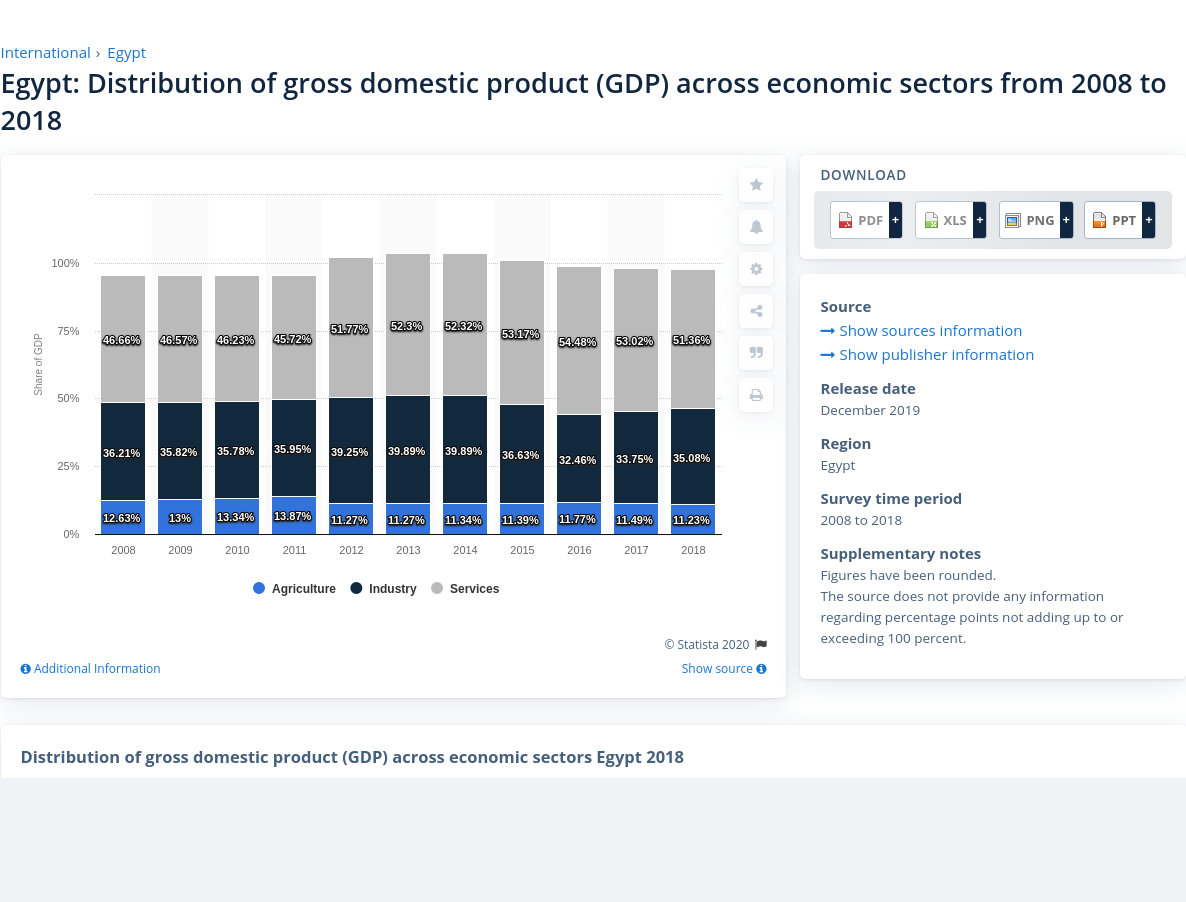 International › Egypt
Egypt: Distribution of gross domestic product (GDP) across economic sectors from 2008 to
2018
DOWNLOAD
PDF + XLS + PNG + PPT +
Source
Show sources information
Show publisher information
Release date
December 2019
Region
Egypt
Survey time period
2008 to 2018
Supplementary notes
Figures have been rounded.
The source does not provide any information
regarding percentage points not adding up to or
exceeding 100 percent.
Share of GDP
100%
75%
50%
25%
0%
46.66% 46.57% 46.23% 45.72% 51.77% 52.3% 52.32% 53.17% 54.48% 53.02% 51.36%
36.21% 35.82% 35.78% 35.95% 39.25% 39.89% 39.89% 36.63% 32.46% 33.75% 35.08%
12.63% 13% 13.34% 13.87% 11.27% 11.27% 11.34% 11.39% 11.77% 11.49% 11.23%
2008 2009 2010 2011 2012 2013 2014 2015 2016 2017 2018
Agriculture Industry Services
© Statista 2020
Additional Information
Show source
Distribution of gross domestic product (GDP) across economic sectors Egypt 2018